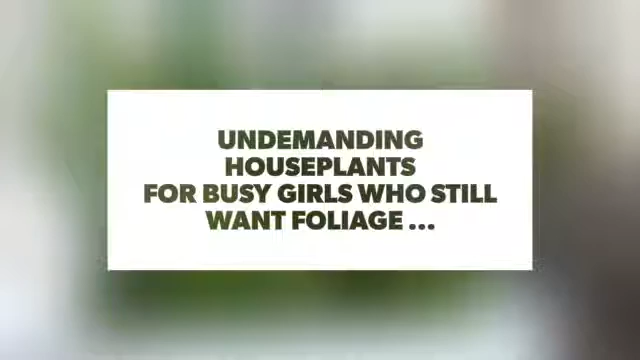 UNDEMANDING
HOUSEPLANTS
FOR BUSY GIRLS WHO STILL
WANT FOLIAGE ...